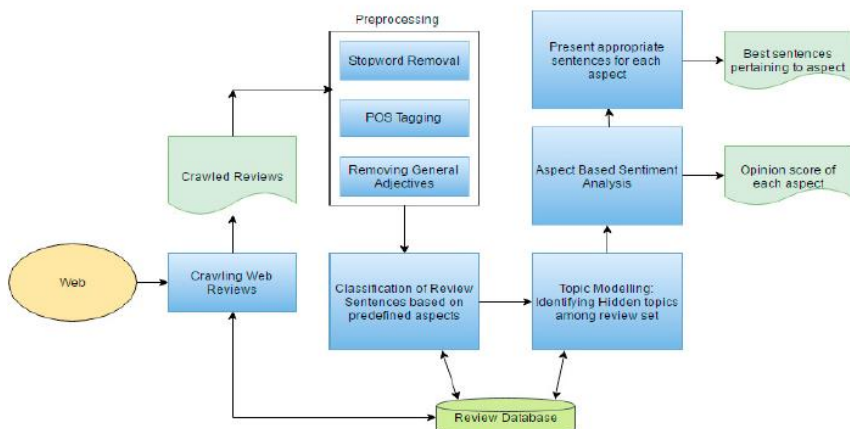 Preprocessing
Stopword Removal
POS Tagging
Removing General
Adjectives
Present appropriate
sentences for each
aspect
Best sentences
pertaining to aspect
Crawled Reviews
Aspect Based Sentiment
Analysis
Opinion score of
each aspect
Web
Crawling Web
Reviews
Classification of Review
Sentences based on
predefined aspects
Topic Modelling:
Identifying Hidden topics
among review set
Review Database